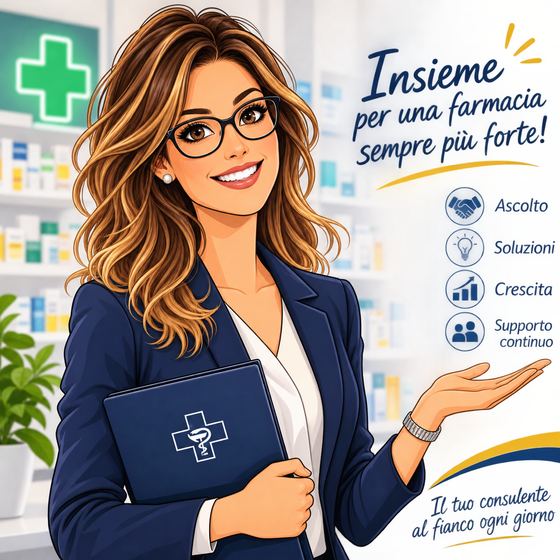 Insieme
per una farmacia
sempre più forte!
Ascolto
Soluzioni
Crescita
Supporto
continuo
Il tuo consulente
al fianco ogni giorno